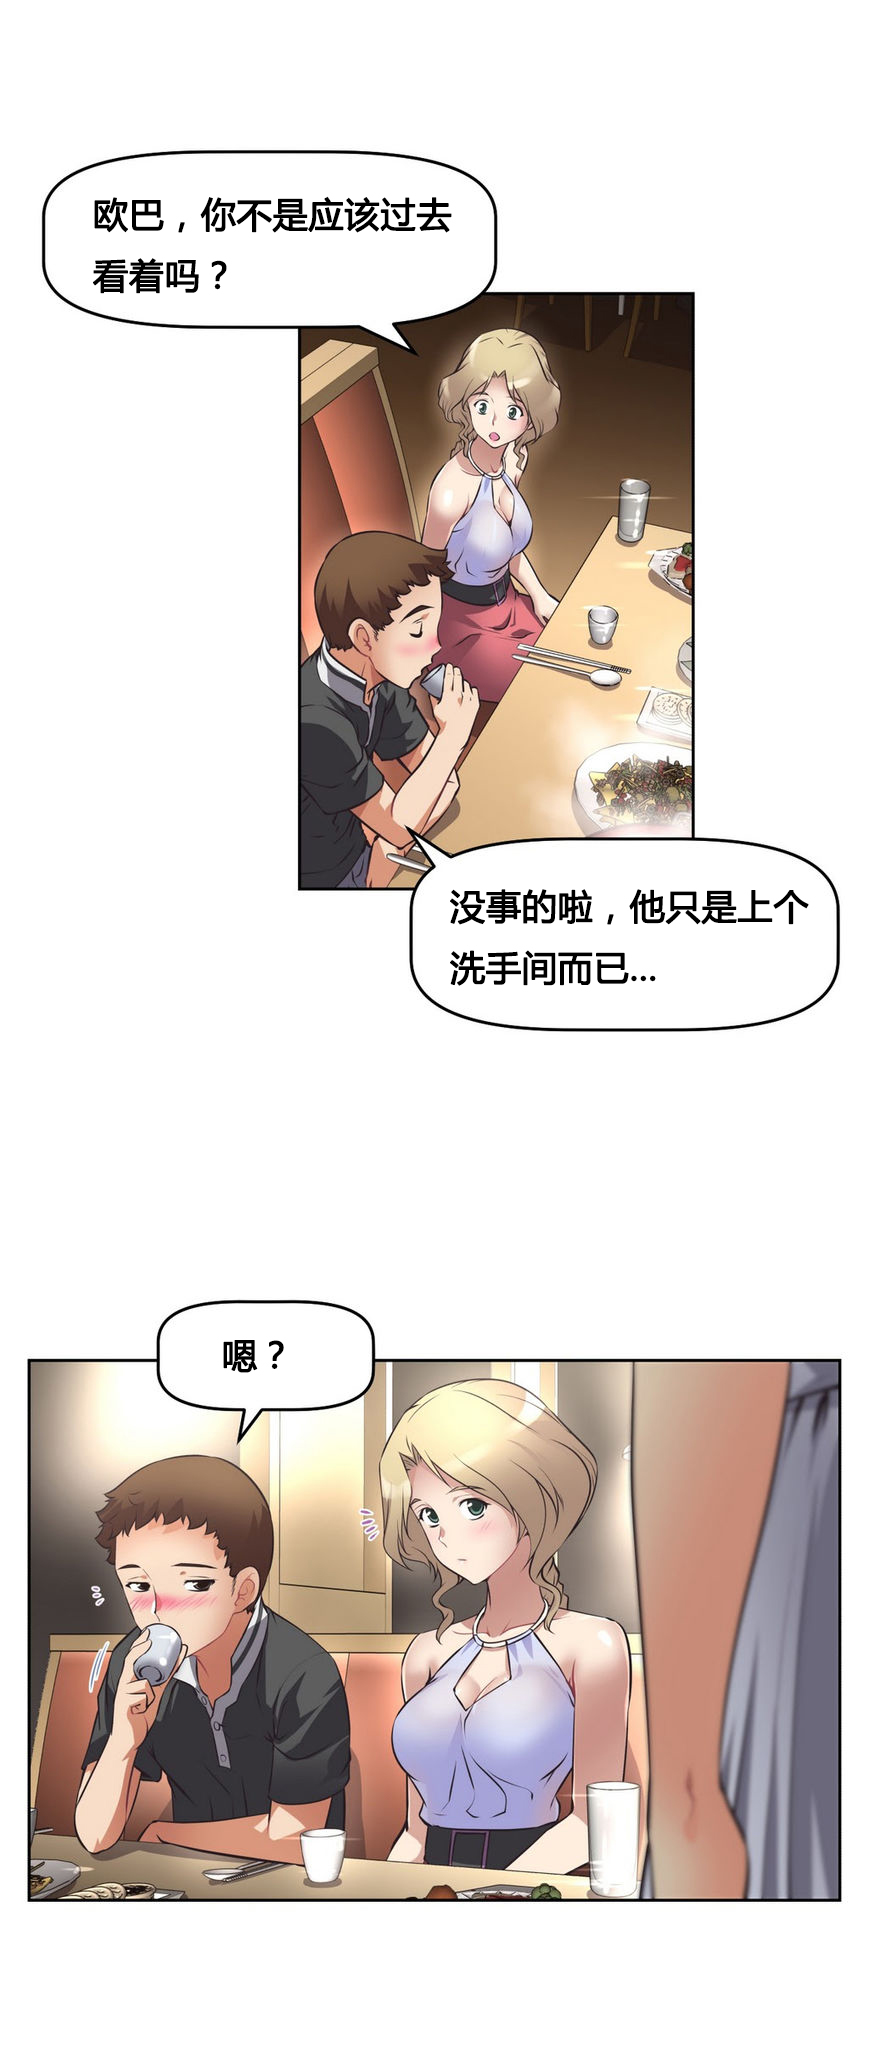 欧巴，你不是应该过去
看着吗？
没事的啦，他只是上个
洗手间而已...
嗯？